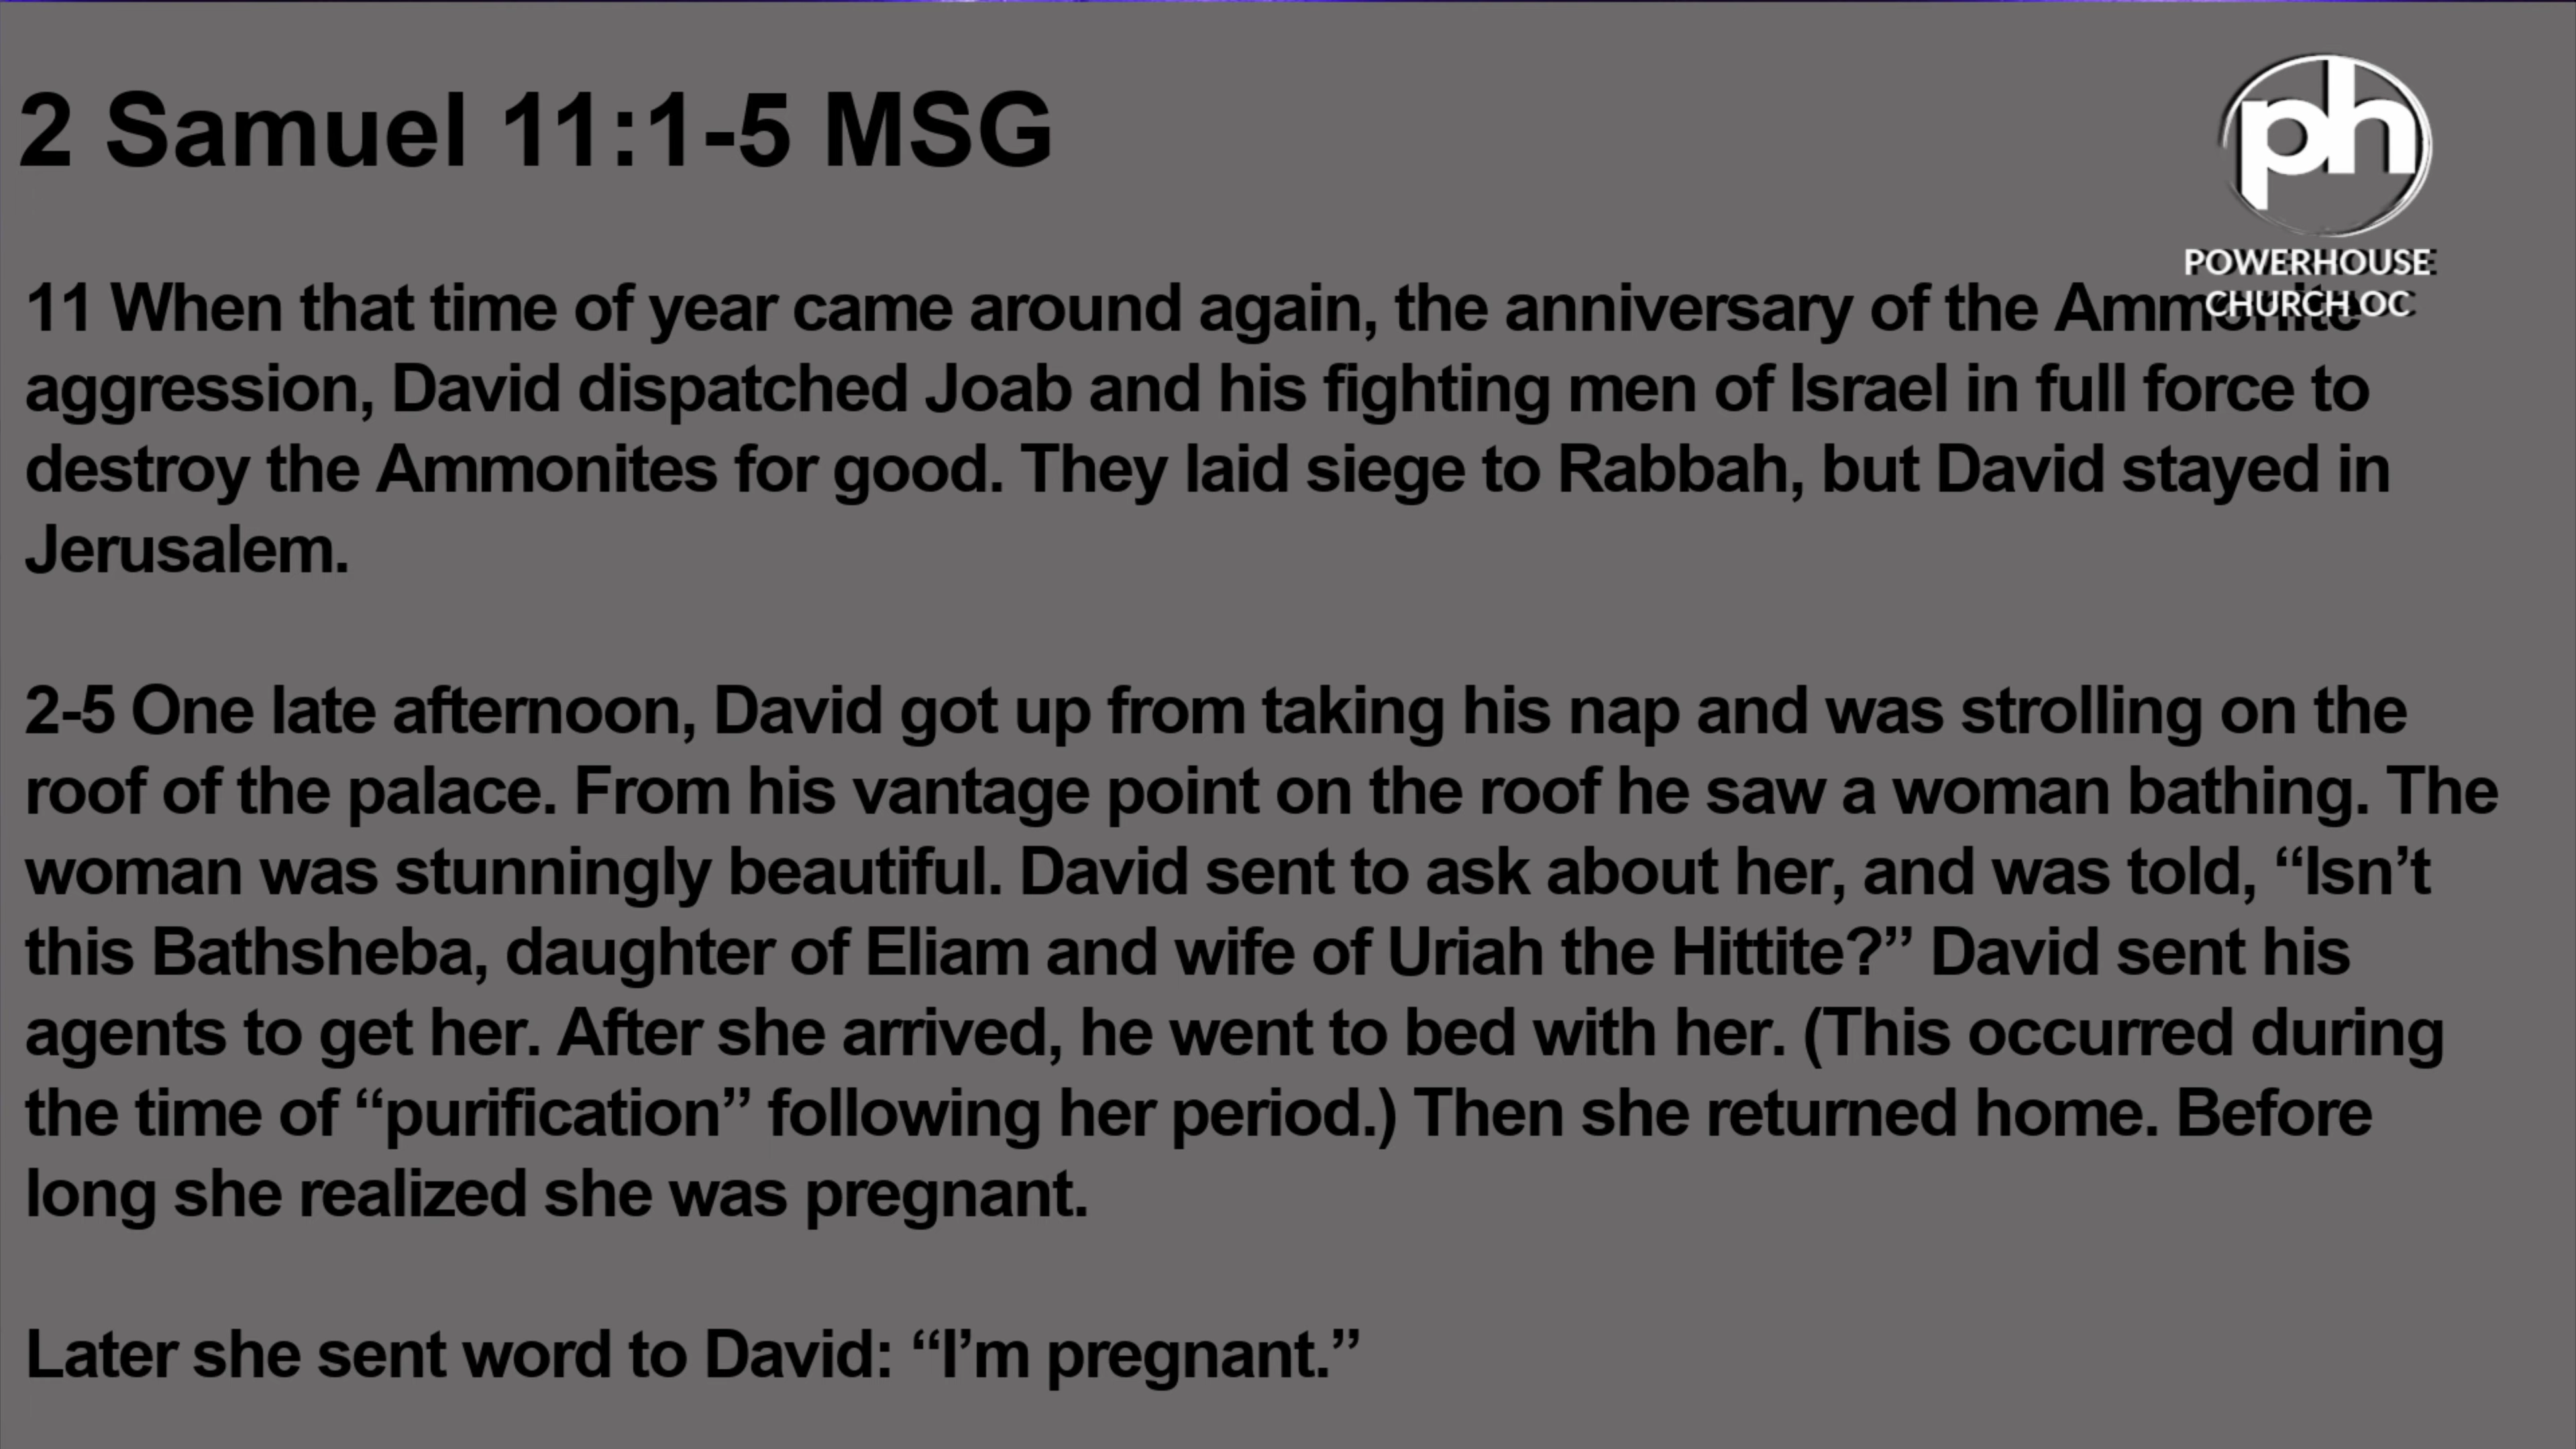 2 Samuel 11:1-5 MSG
ph
POWERHOUSE
CHURCH OC
11 When that time of year came around again, the anniversary of the Ammonite
aggression, David dispatched Joab and his fighting men of Israel in full force to
destroy the Ammonites for good. They laid siege to Rabbah, but David stayed in
Jerusalem.
2-5 One late afternoon, David got up from taking his nap and was strolling on the
roof of the palace. From his vantage point on the roof he saw a woman bathing. The
woman was stunningly beautiful. David sent to ask about her, and was told, “Isn’t
this Bathsheba, daughter of Eliam and wife of Uriah the Hittite?” David sent his
agents to get her. After she arrived, he went to bed with her. (This occurred during
the time of “purification” following her period.) Then she returned home. Before
long she realized she was pregnant.
Later she sent word to David: “I’m pregnant.”